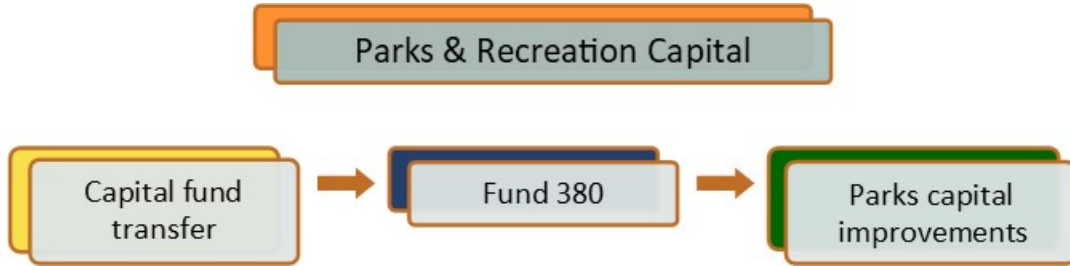 Parks & Recreation Capital
Capital fund
transfer
Fund 380
Parks capital
improvements